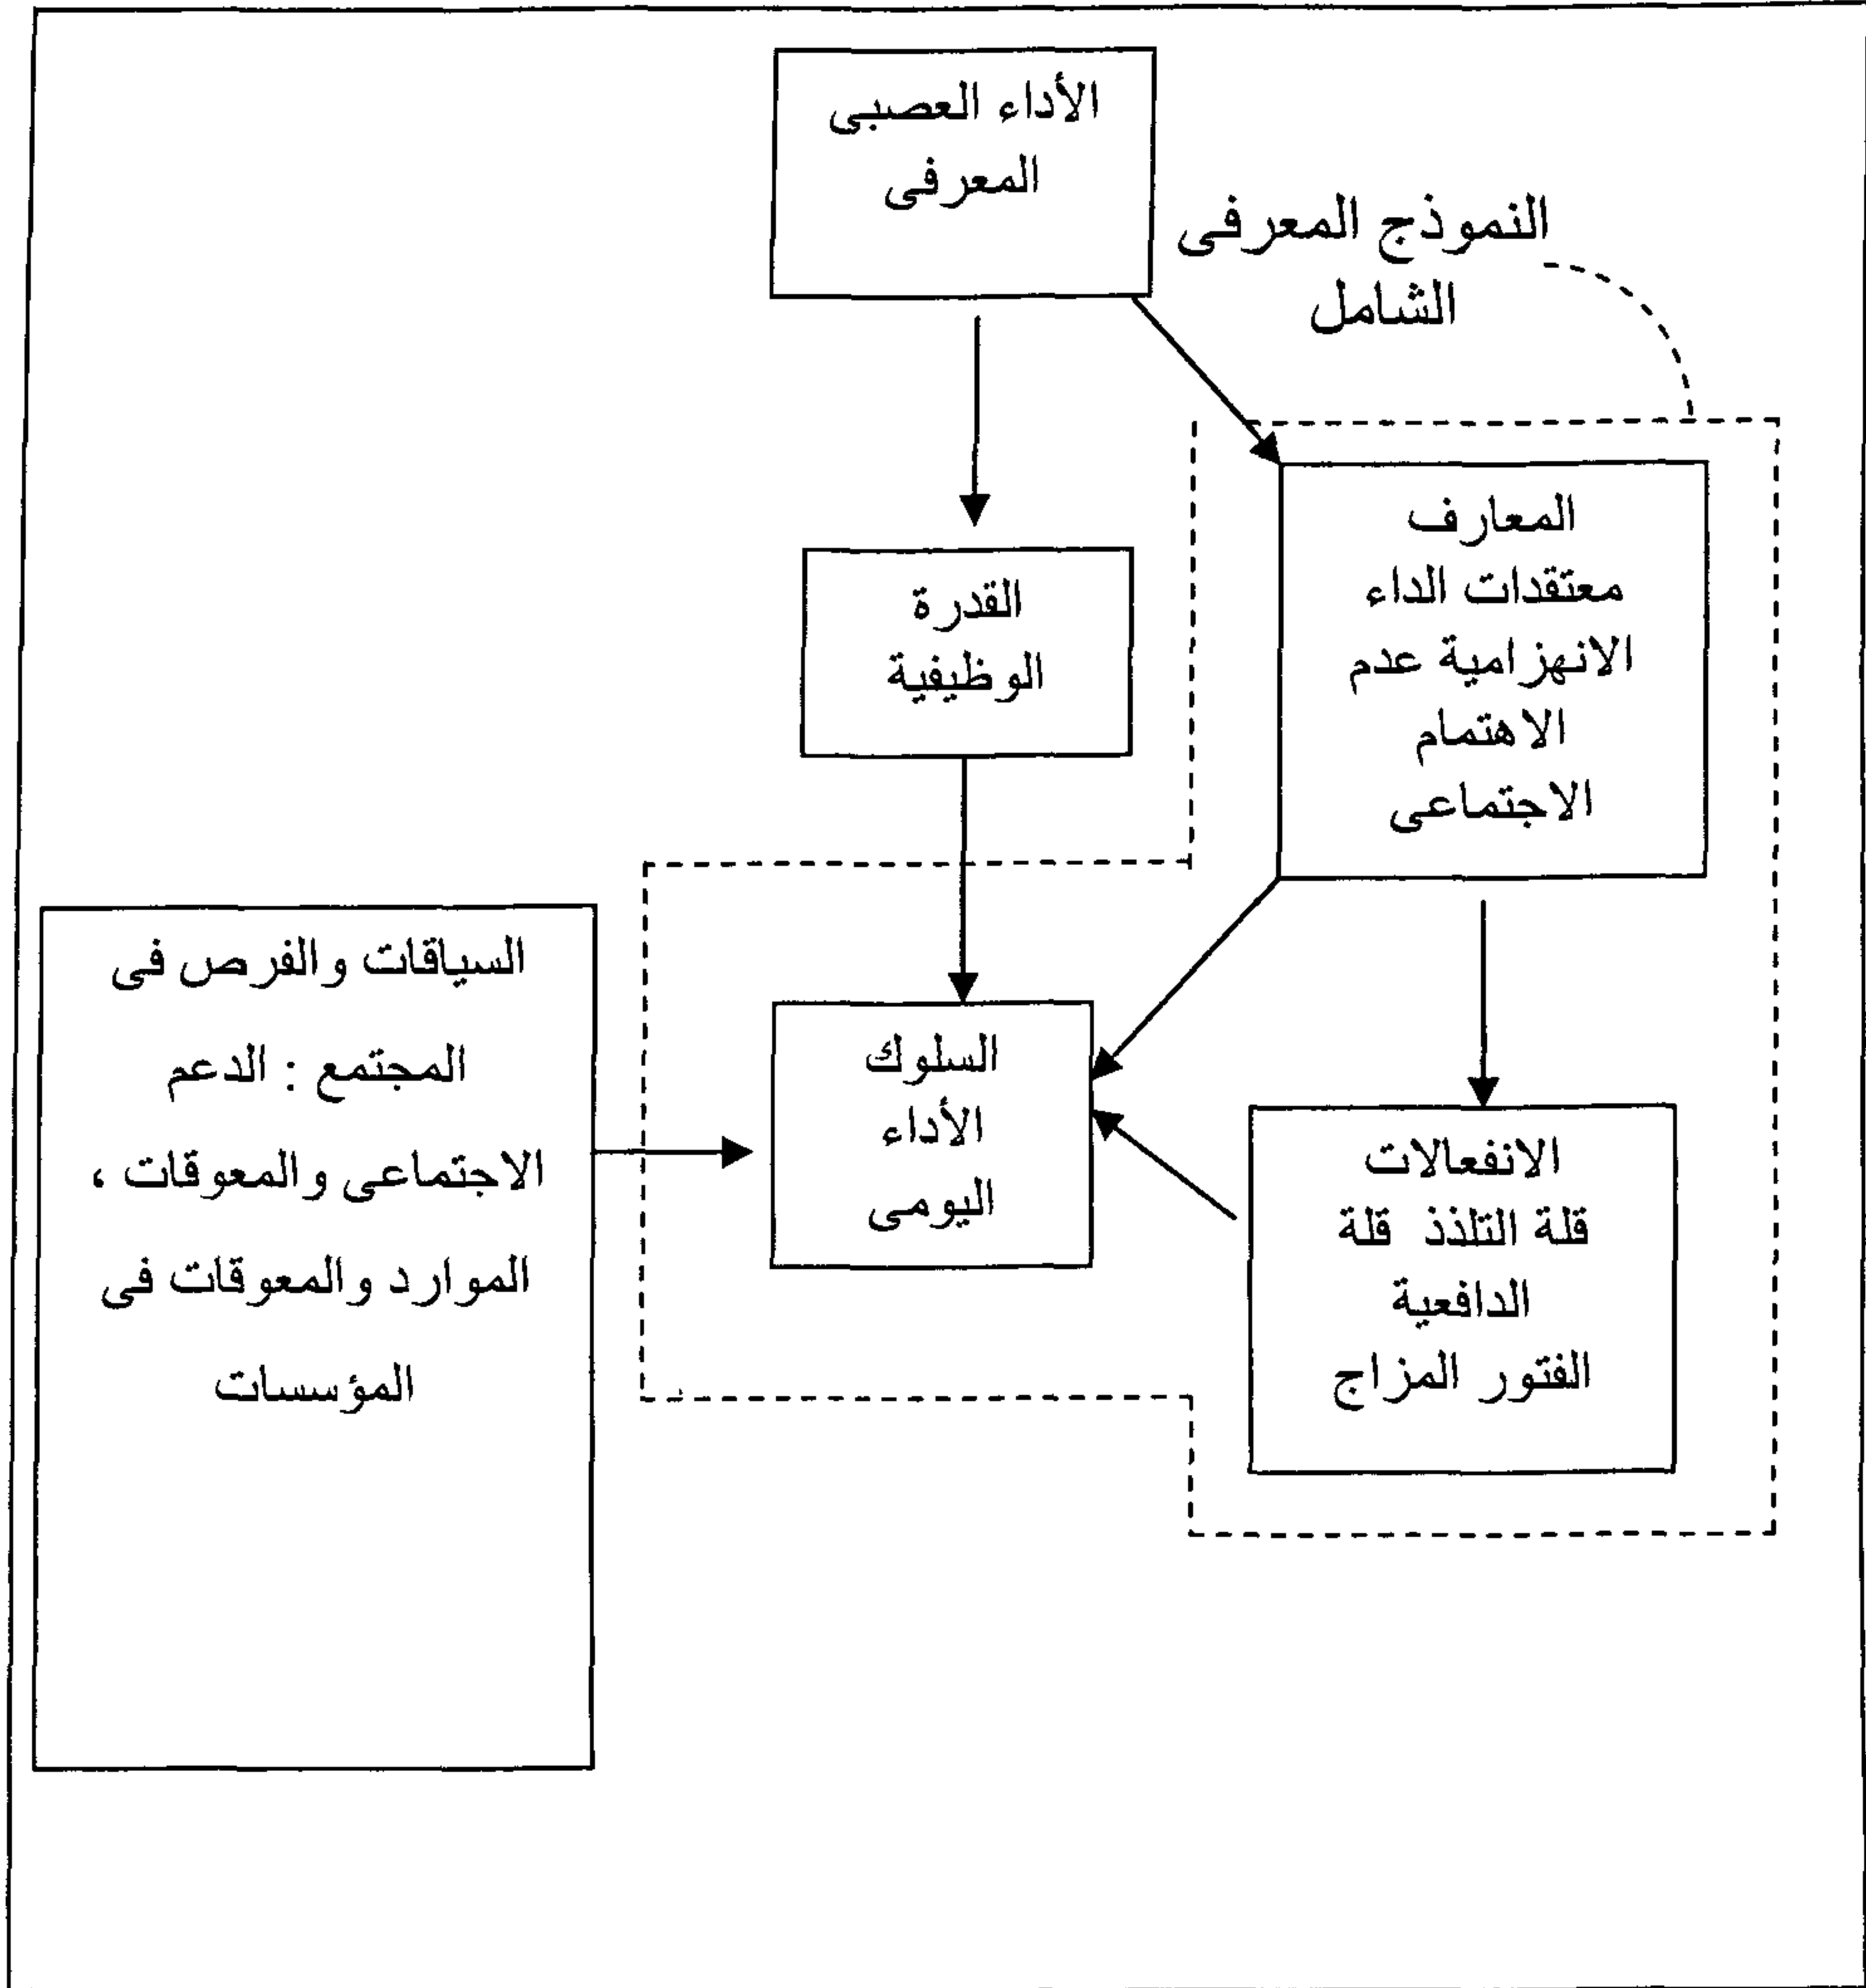 الأداء العصبى
المعرفى
النموذج المعرفى
الشامل
المعارف
معتقدات الداء
الانهزامية عدم
الاهتمام
الاجتماعى
القدرة
الوظيفية
السياقات والفرص فى
المجتمع : الدعم
الاجتماعى والمعوقات ،
الموارد والمعوقات فى
المؤسسات
السلوك
الأداء
اليومى
الانفعالات
قلة التلذذ قلة
الدافعية
الفتور المزاج